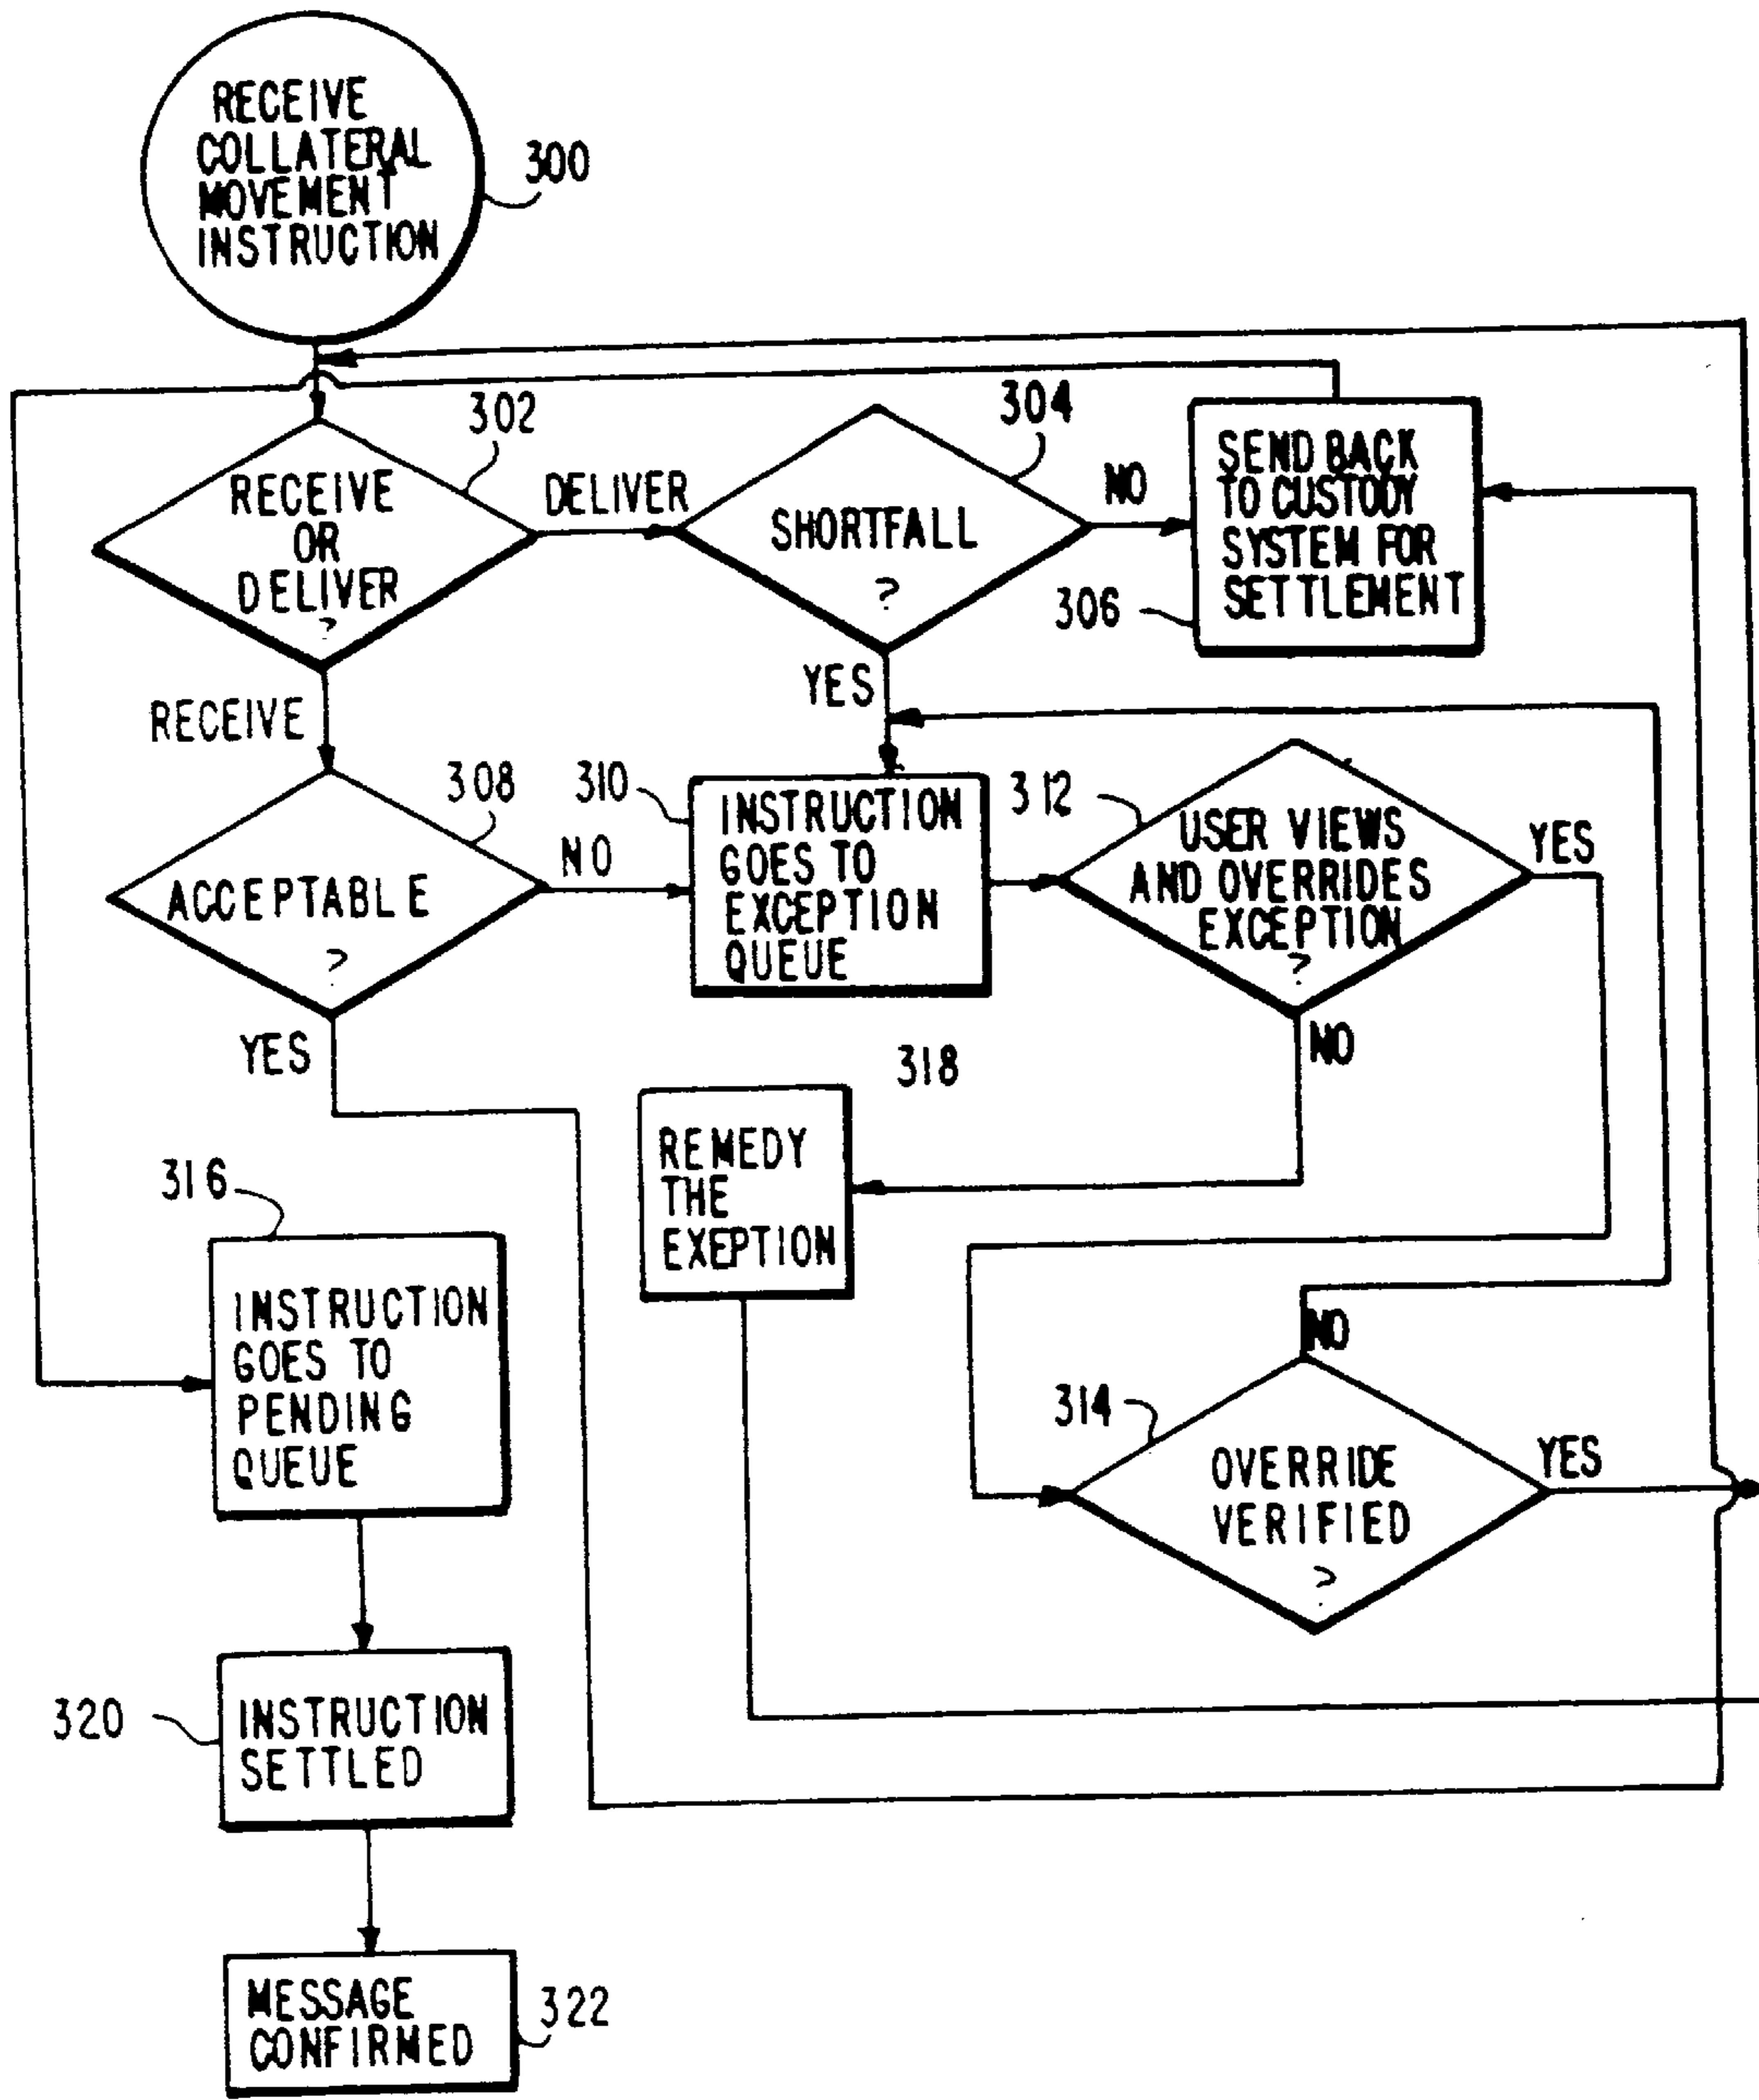 RECEIVE
COLLATERAL
MOVEMENT
INSTRUCTION
300
302
RECEIVE
OR
DELIVER
?
DELIVER
304
SHORTFALL
?
NO
SEND BACK
TO CUSTODY
SYSTEM FOR
SETTLEMENT
306
RECEIVE
YES
308
ACCEPTABLE
?
NO
310
INSTRUCTION
GOES TO
EXCEPTION
QUEUE
312
USER VIEWS
AND OVERRIDES
EXCEPTION
?
YES
NO
YES
318
REMEDY
THE
EXEPTION
316
INSTRUCTION
GOES TO
PENDING
QUEUE
NO
314
OVERRIDE
VERIFIED
?
YES
320
INSTRUCTION
SETTLED
MESSAGE
CONFIRMED
322